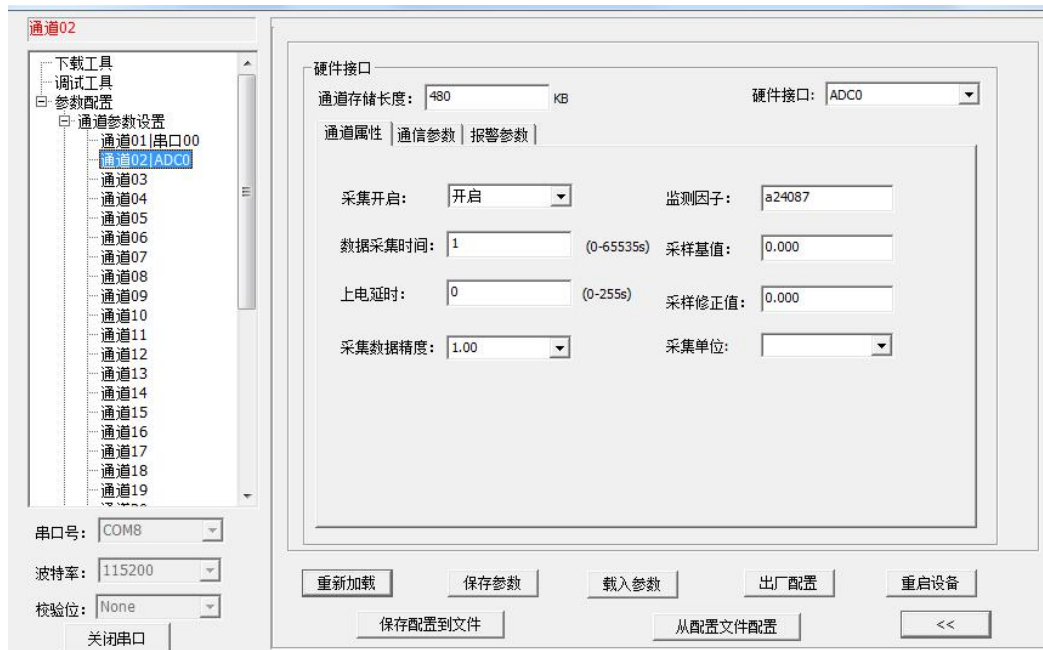 通道02
下载工具
调试工具
参数配置
通道参数设置
通道01|串口00
通道02|ADC0
通道03
通道04
通道05
通道06
通道07
通道08
通道09
通道10
通道11
通道12
通道13
通道14
通道15
通道16
通道17
通道18
通道19
串口号: COM8
波特率: 115200
校验位: None
关闭串口
硬件接口
通道存储长度: 480 KB 硬件接口: ADC0
通道属性 通信参数 报警参数
采集开启: 开启 监测因子: a24087
数据采集时间: 1 (0-65535s) 采样基值: 0.000
上电延时: 0 (0-255s) 采样修正值: 0.000
采集数据精度: 1.00 采集单位:
重新加载 保存参数 载入参数 出厂配置 重启设备
保存配置到文件 从配置文件配置 <<